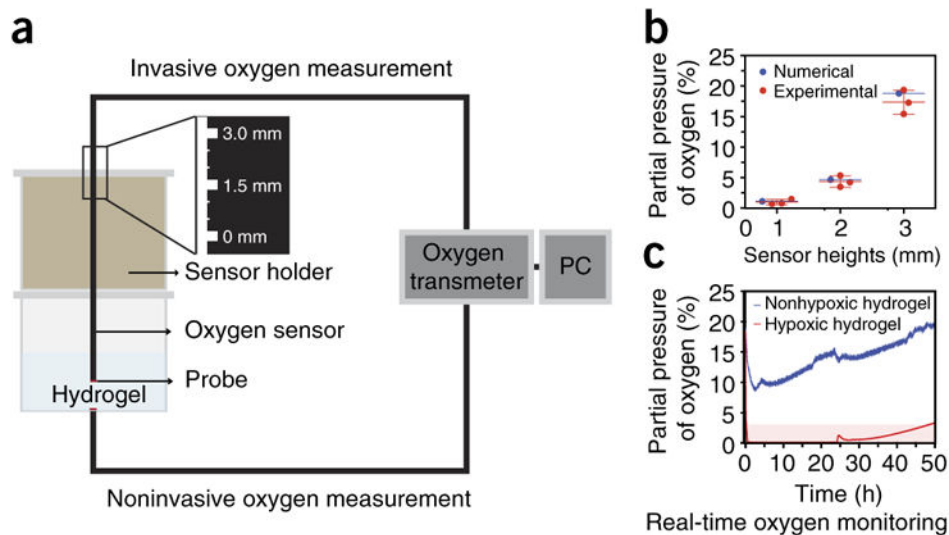 a
Invasive oxygen measurement
3.0 mm
1.5 mm
0 mm
Sensor holder
Oxygen sensor
Probe
Hydrogel
Oxygen
transmeter
PC
Noninvasive oxygen measurement
b
Partial pressure
of oxygen (%)
25
20
15
10
5
0
Numerical
Experimental
0 1 2 3
Sensor heights (mm)
c
Partial pressure
of oxygen (%)
25
20
15
10
5
0
Nonhypoxic hydrogel
Hypoxic hydrogel
0 10 20 30 40 50
Time (h)
Real-time oxygen monitoring